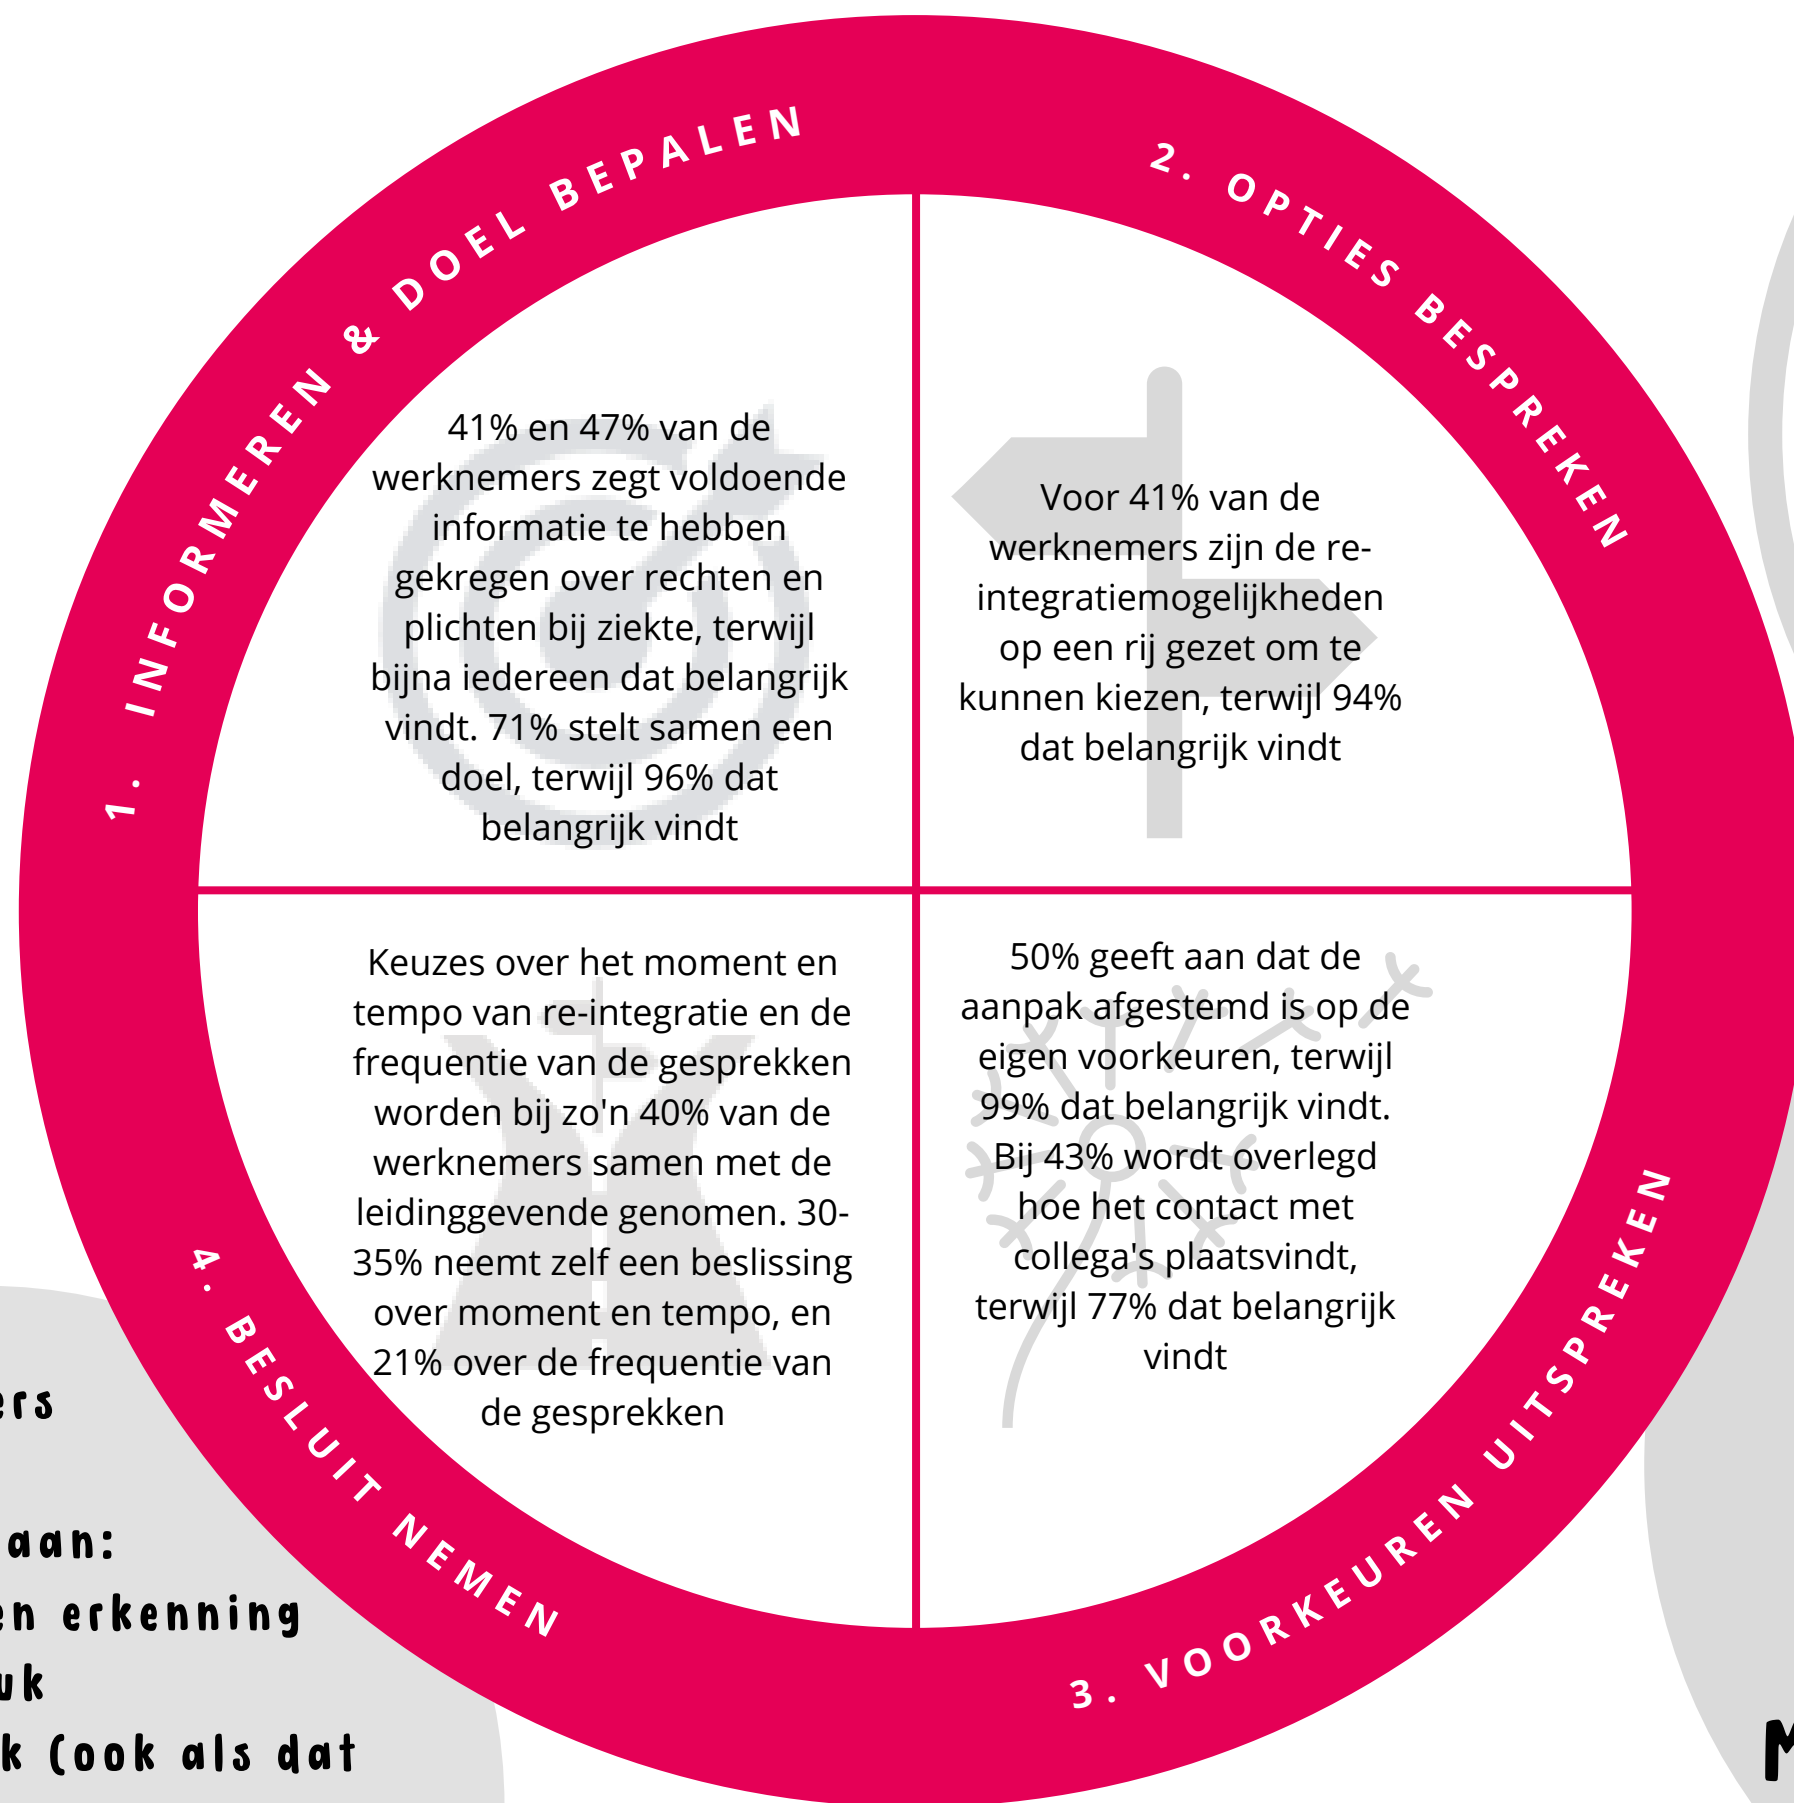 1. INFORMEREN & DOEL BEPALEN
41% en 47% van de
werknemers zegt voldoende
informatie te hebben
gekregen over rechten en
plichten bij ziekte, terwijl
bijna iedereen dat belangrijk
vindt. 71% stelt samen een
doel, terwijl 96% dat
belangrijk vindt
2. OPTIES BESPREKEN
Voor 41% van de
werknemers zijn de re-
integratiemogelijkheden
op een rij gezet om te
kunnen kiezen, terwijl 94%
dat belangrijk vindt
3. VOORKEUREN UITSPREKEN
50% geeft aan dat de
aanpak afgestemd is op de
eigen voorkeuren, terwijl
99% dat belangrijk vindt.
Bij 43% wordt overlegd
hoe het contact met
collega's plaatsvindt,
terwijl 77% dat belangrijk
vindt
4. BESLUIT NEMEN
Keuzes over het moment en
tempo van re-integratie en de
frequentie van de gesprekken
worden bij zo'n 40% van de
werknemers samen met de
leidinggevende genomen. 30-
35% neemt zelf een beslissing
over moment en tempo, en
21% over de frequentie van
de gesprekken
ers
aan:
en erkenning
uk
k (ook als dat
M